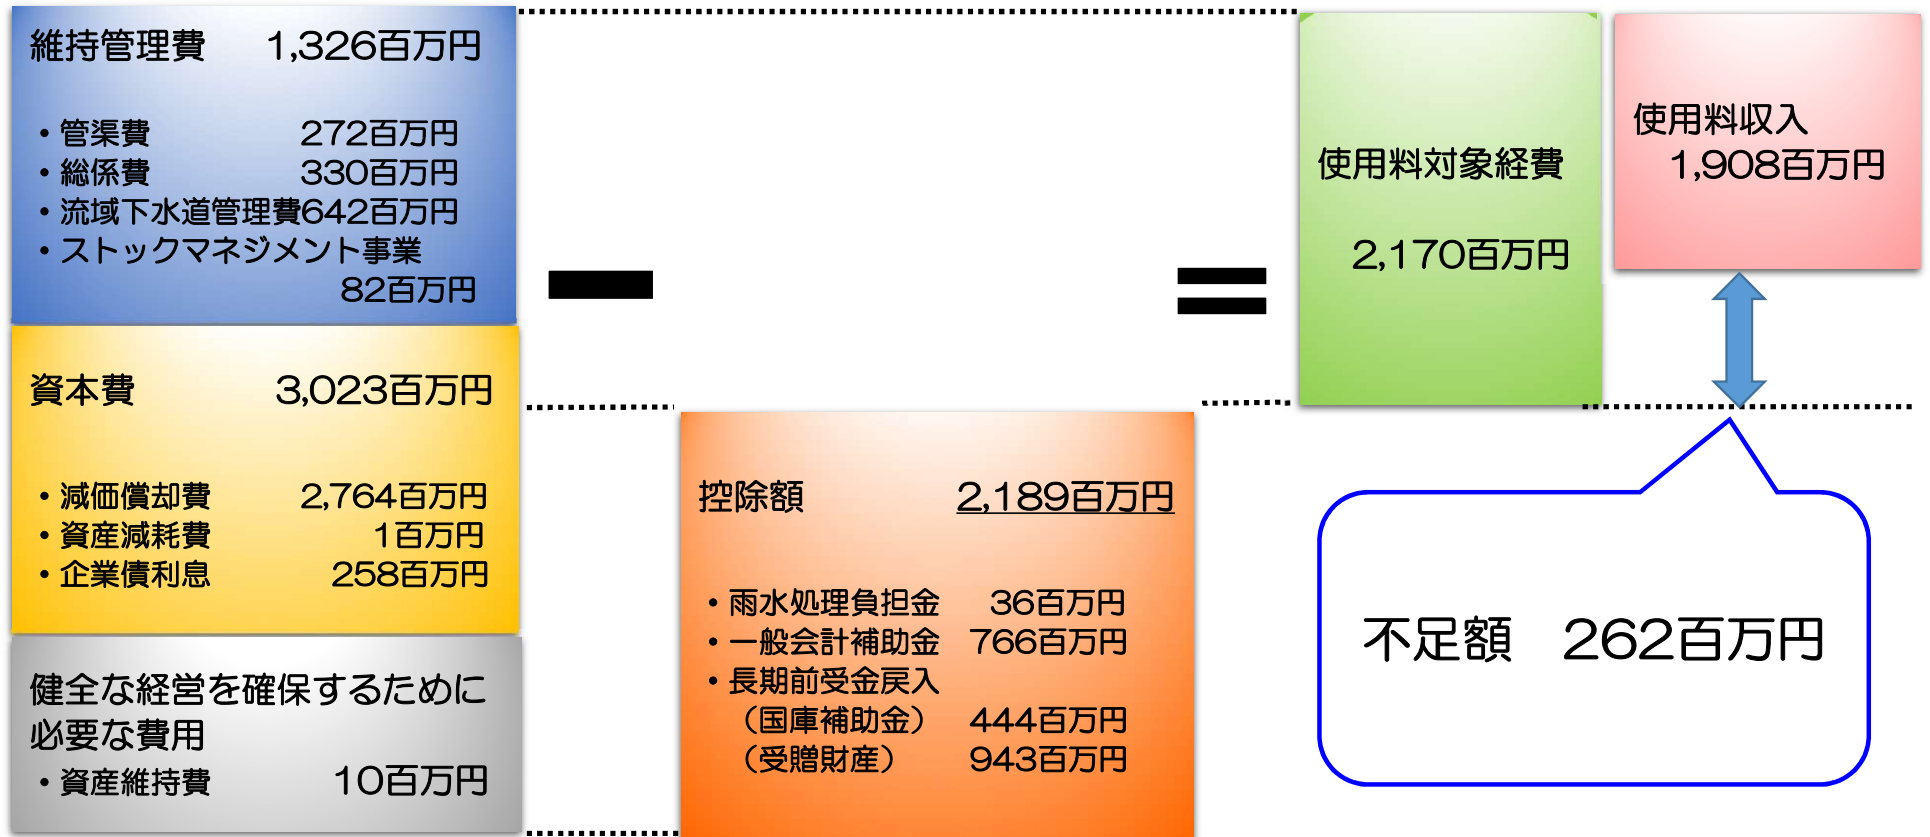 維持管理費 1,326百万円
・管渠費 272百万円
・総係費 330百万円
・流域下水道管理費642百万円
・ストックマネジメント事業
82百万円
資本費 3,023百万円
・減価償却費 2,764百万円
・資産減耗費 1百万円
・企業債利息 258百万円
健全な経営を確保するために
必要な費用
・資産維持費 10百万円
控除額 2,189百万円
・雨水処理負担金 36百万円
・一般会計補助金 766百万円
・長期前受金戻入
（国庫補助金） 444百万円
（受贈財産） 943百万円
使用料対象経費
2,170百万円
使用料収入
1,908百万円
不足額 262百万円